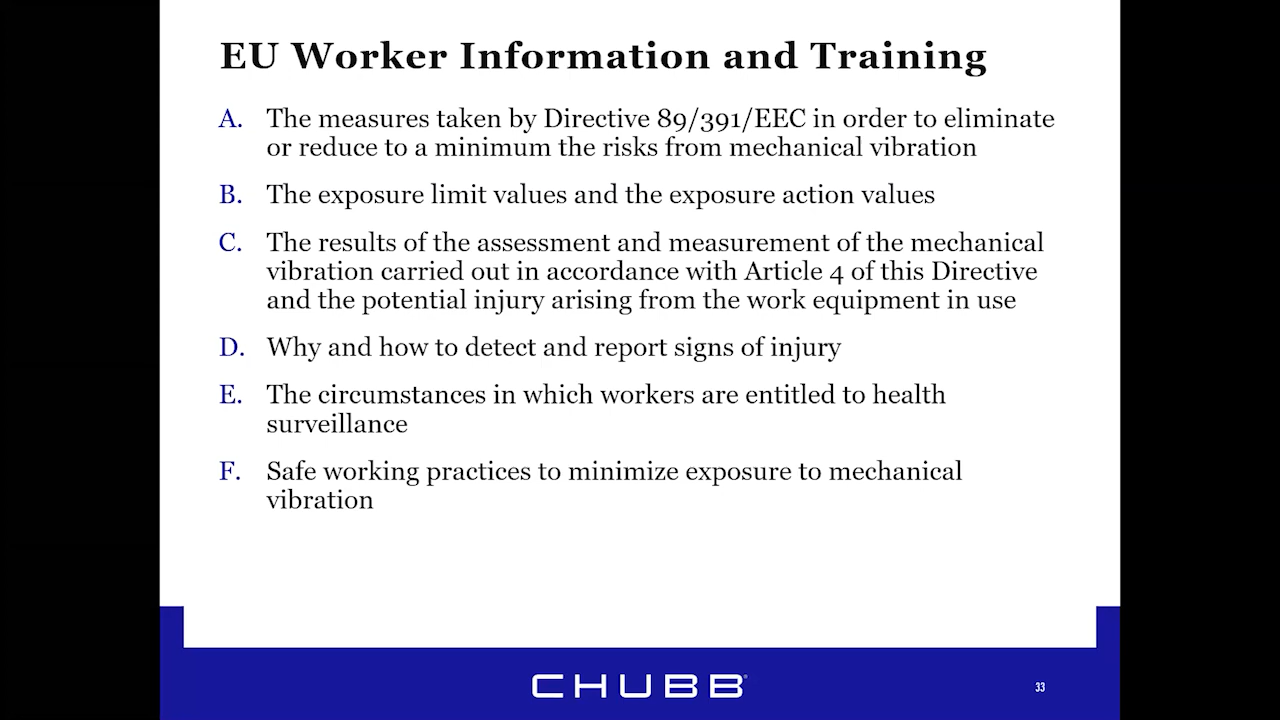 EU Worker Information and Training
A. The measures taken by Directive 89/391/EEC in order to eliminate
or reduce to a minimum the risks from mechanical vibration
B. The exposure limit values and the exposure action values
C. The results of the assessment and measurement of the mechanical
vibration carried out in accordance with Article 4 of this Directive
and the potential injury arising from the work equipment in use
D. Why and how to detect and report signs of injury
E. The circumstances in which workers are entitled to health
surveillance
F. Safe working practices to minimize exposure to mechanical
vibration
CHUBB®
33